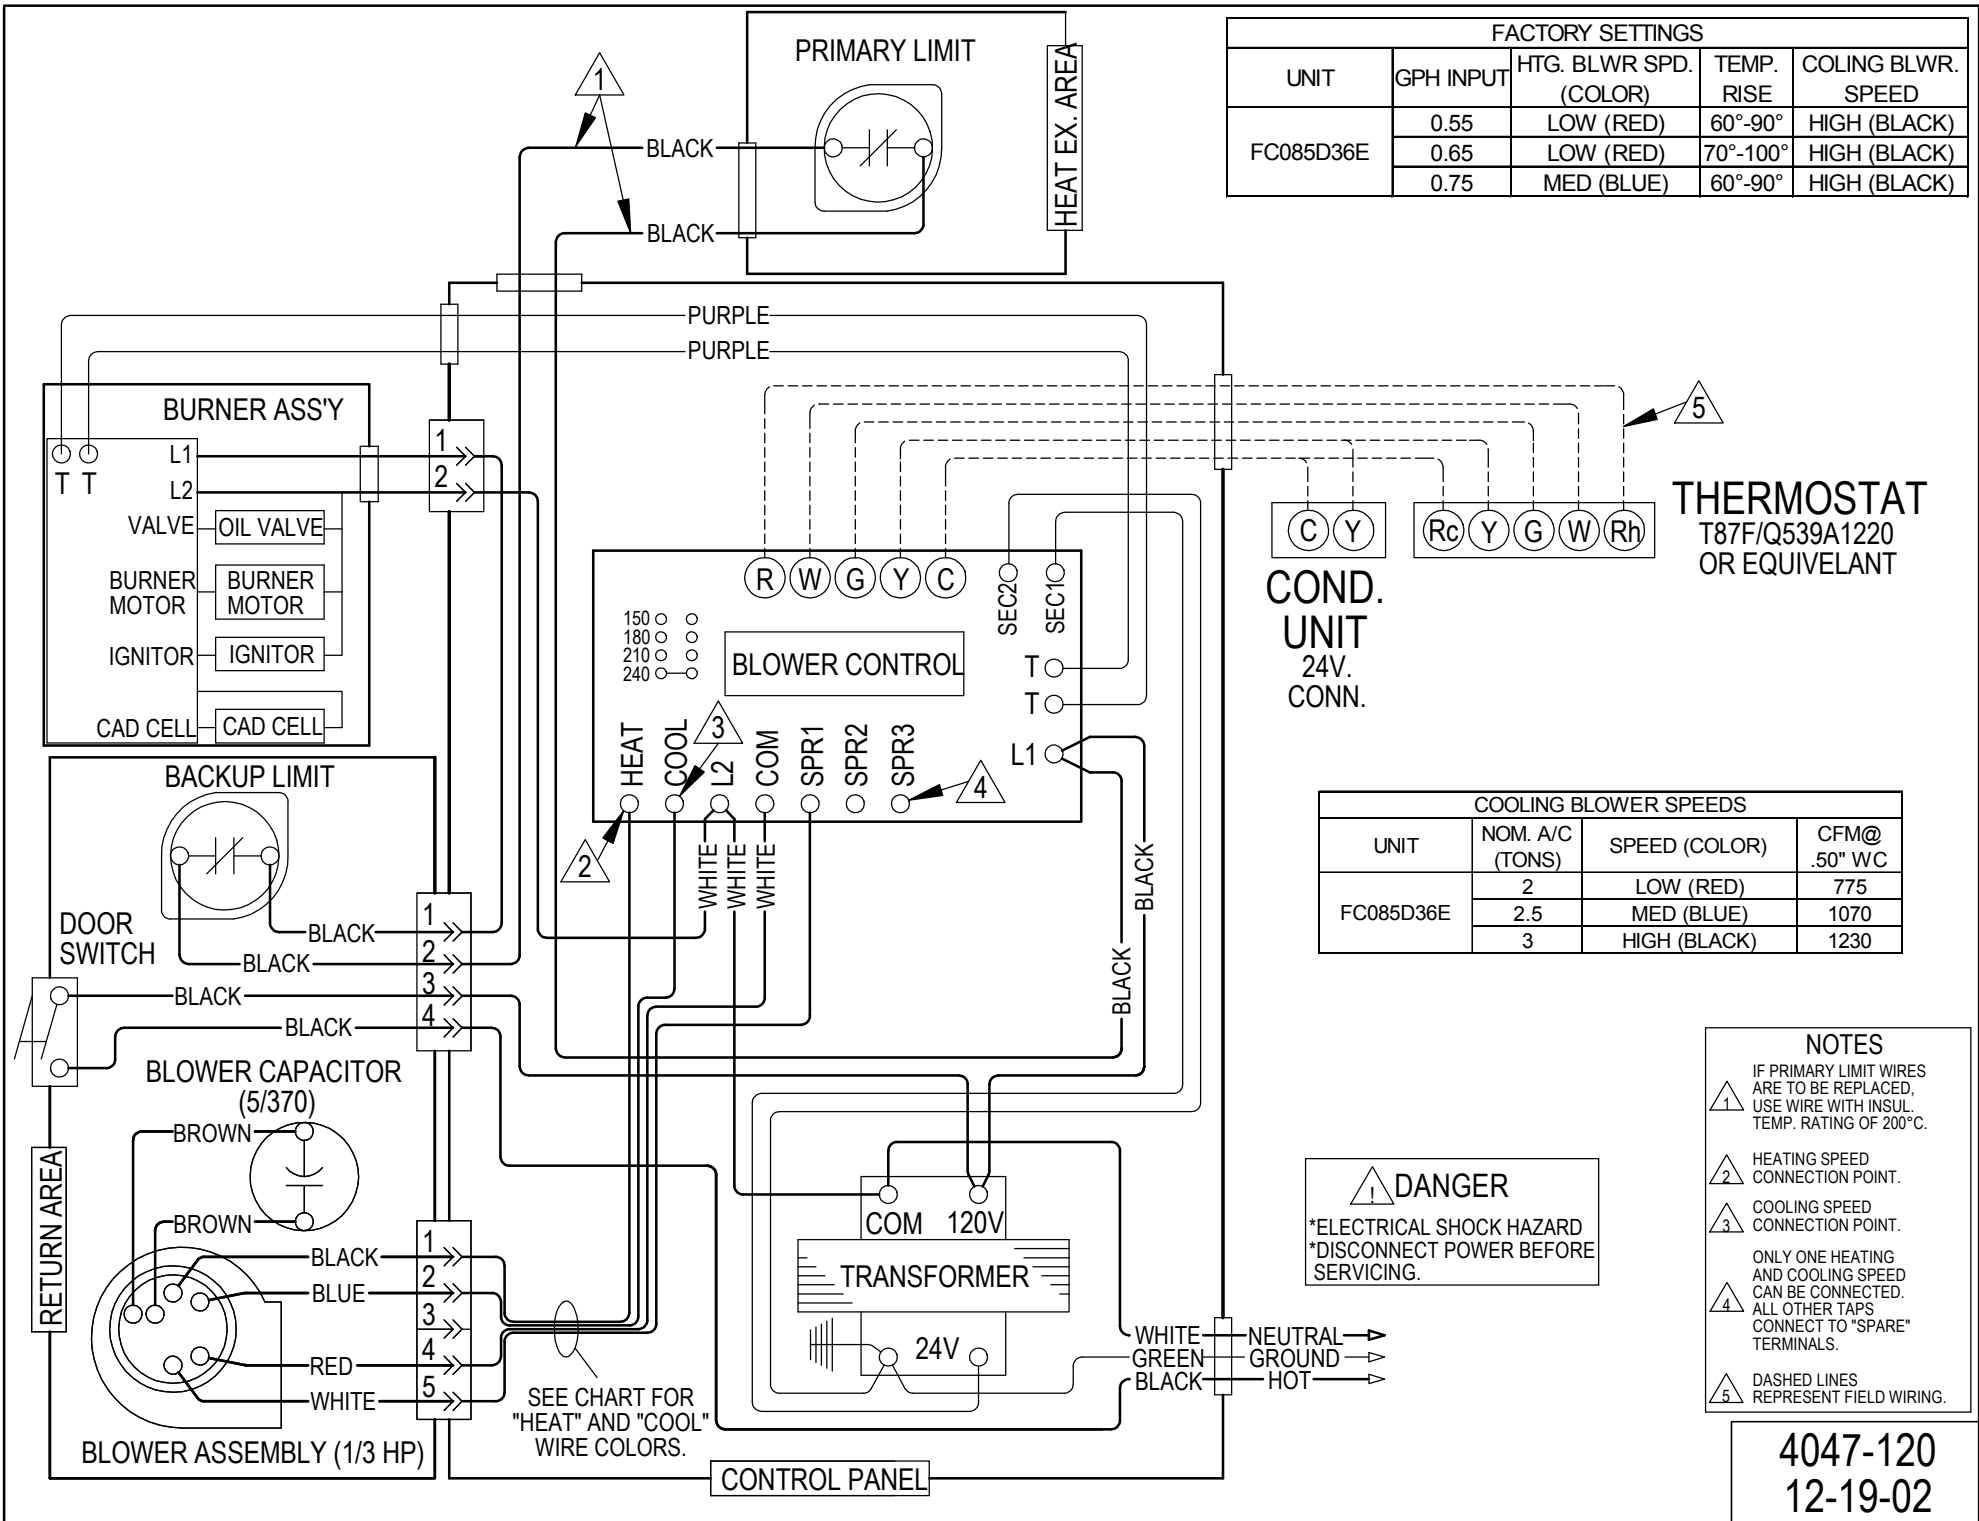 PRIMARY LIMIT
HEAT EX. AREA
1
BLACK
BLACK
FACTORY SETTINGS
UNIT GPH INPUT HTG. BLWR SPD. (COLOR) TEMP. RISE COLING BLWR. SPEED
FC085D36E
0.55 LOW (RED) 60°-90° HIGH (BLACK)
0.65 LOW (RED) 70°-100° HIGH (BLACK)
0.75 MED (BLUE) 60°-90° HIGH (BLACK)
PURPLE
PURPLE
BURNER ASS'Y
T T
L1
L2
1
2
VALVE OIL VALVE
BURNER MOTOR
BURNER MOTOR
IGNITOR IGNITOR
CAD CELL CAD CELL
5
C Y
Rc Y G W Rh
THERMOSTAT
T87F/Q539A1220
OR EQUIVELANT
COND.
UNIT
24V.
CONN.
R W G Y C
SEC2
SEC1
150
180
210
240
BLOWER CONTROL
T
T
L1
HEAT
COOL
L2
COM
SPR1
SPR2
SPR3
3
4
2
WHITE
WHITE
WHITE
BLACK
BLACK
COOLING BLOWER SPEEDS
UNIT NOM. A/C (TONS) SPEED (COLOR) CFM@ .50" WC
FC085D36E
2 LOW (RED) 775
2.5 MED (BLUE) 1070
3 HIGH (BLACK) 1230
BACKUP LIMIT
DOOR
SWITCH
BLACK 1
BLACK 2
BLACK 3
BLACK 4
BLOWER CAPACITOR
(5/370)
BROWN
BROWN
RETURN AREA
BLACK 1
BLUE 2
3
RED 4
WHITE 5
BLOWER ASSEMBLY (1/3 HP)
SEE CHART FOR
"HEAT" AND "COOL"
WIRE COLORS.
COM 120V
TRANSFORMER
24V
WHITE NEUTRAL
GREEN GROUND
BLACK HOT
CONTROL PANEL
! DANGER
*ELECTRICAL SHOCK HAZARD
*DISCONNECT POWER BEFORE
SERVICING.
NOTES
1 IF PRIMARY LIMIT WIRES
ARE TO BE REPLACED,
USE WIRE WITH INSUL.
TEMP. RATING OF 200°C.
2 HEATING SPEED
CONNECTION POINT.
3 COOLING SPEED
CONNECTION POINT.
4 ONLY ONE HEATING
AND COOLING SPEED
CAN BE CONNECTED.
ALL OTHER TAPS
CONNECT TO "SPARE"
TERMINALS.
5 DASHED LINES
REPRESENT FIELD WIRING.
4047-120
12-19-02